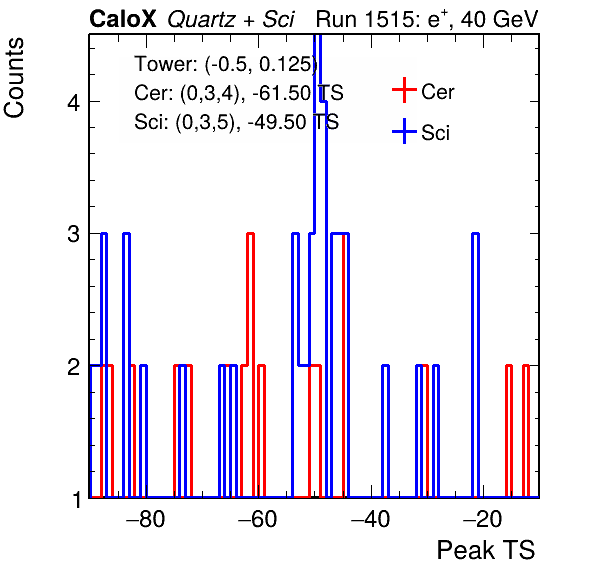 CaloX Quartz + Sci Run 1515: e+, 40 GeV
Counts
Tower: (-0.5, 0.125)
Cer: (0,3,4), -61.50 TS
Sci: (0,3,5), -49.50 TS
Cer
Sci
4
3
2
1
−80 −60 −40 −20
Peak TS